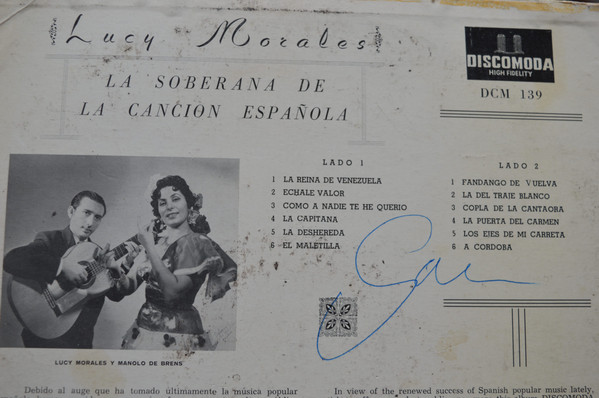 Lucy Morales
DISCOMODA
HIGH FIDELITY
DCM 139
LA SOBERANA DE
LA CANCION ESPAÑOLA
LADO 1
1 LA REINA DE VENEZUELA
2 ECHALE VALOR
3 COMO A NADIE TE HE QUERIO
4 LA CAPITANA
5 LA DESHEREDA
6 EL MALETILLA
LADO 2
1 FANDANGO DE VUELVA
2 LA DEL TRAJE BLANCO
3 COPLA DE LA CANTAOBA
4 LA PUERTA DEL CARMEN
5 LOS EJES DE MI CARRETA
6 A CORDOBA
LUCY MORALES Y MANOLO DE BRENS
Debido al auge que ha tomado últimamente la música popular
In view of the renewed success of Spanish popular music lately,